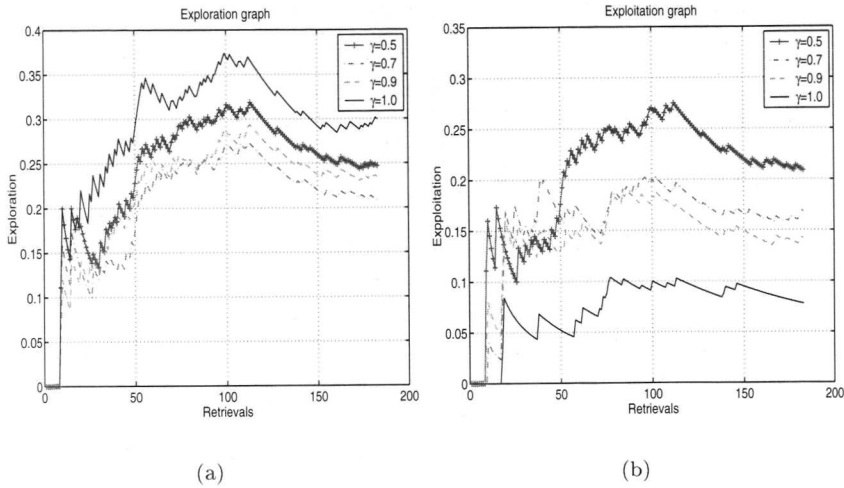 Exploration graph
0.4
0.35
0.3
0.25
0.2
0.15
0.1
0.05
0
Exploration
0
50
100
150
200
Retrievals
γ=0.5
γ=0.7
γ=0.9
γ=1.0
(a)
Exploitation graph
0.35
0.3
0.25
0.2
0.15
0.1
0.05
0
Expploitation
0
50
100
150
200
Retrievals
γ=0.5
γ=0.7
γ=0.9
γ=1.0
(b)